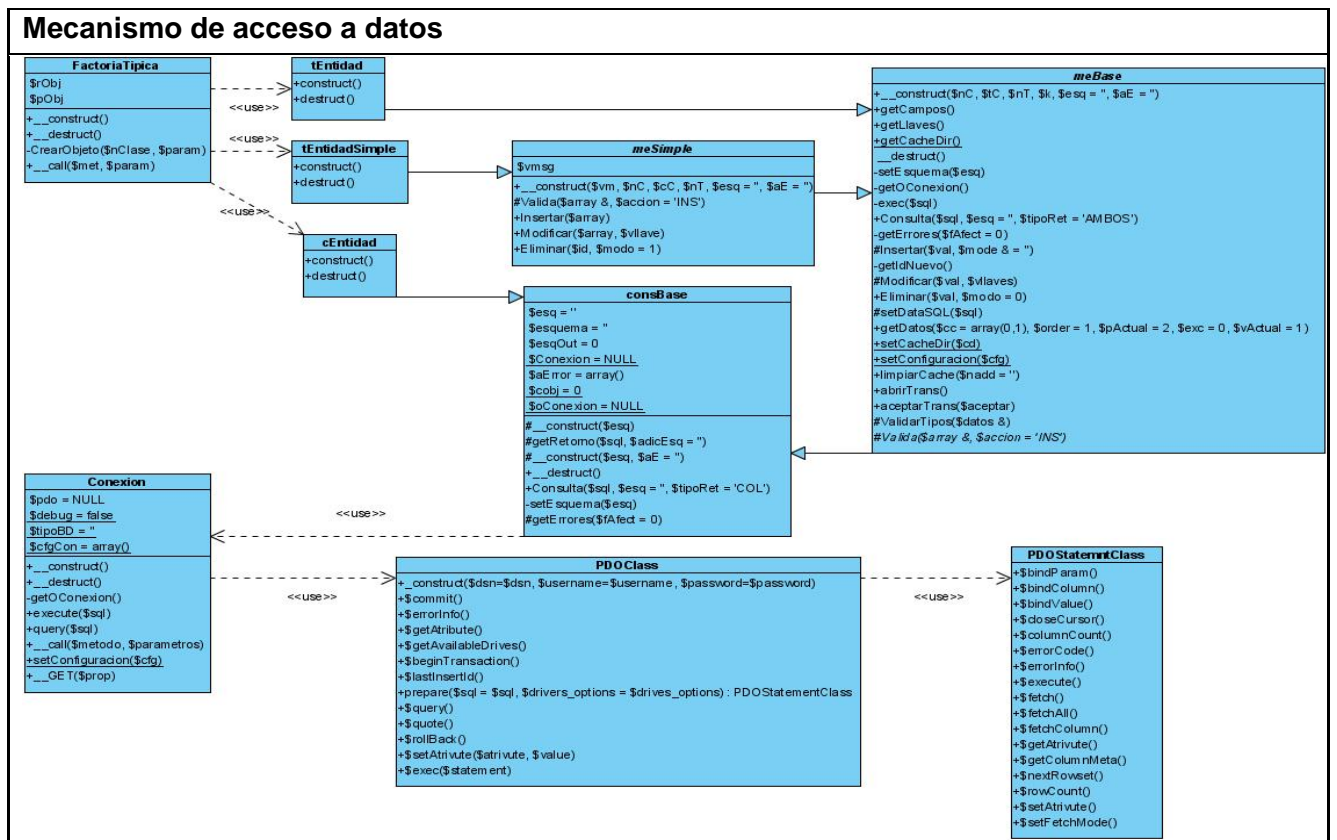 Mecanismo de acceso a datos
FactoriaTipica
$rObj
$pObj
+__construct()
+__destruct()
-CrearObjeto($nClase, $param)
+__call($met, $param)
<<use>>
<<use>>
<<use>>
tEntidad
+construct()
+destruct()
tEntidadSimple
+construct()
+destruct()
cEntidad
+construct()
+destruct()
meSimple
$vmsg
+__construct($vm, $nC, $cC, $nT, $esq = '', $aE = '')
#Valida($array &, $accion = 'INS')
+Insertar($array)
+Modificar($array, $vllave)
+Eliminar($id, $modo = 1)
meBase
+__construct($nC, $tC, $nT, $k, $esq = '', $aE = '')
+getCampos()
+getLlaves()
+getCacheDir()
__destruct()
-setEsquema($esq)
-getOConexion()
-exec($sql)
+Consulta($sql, $esq = '', $tipoRet = 'AMBOS')
-getErrores($fAfect = 0)
#Insertar($val, $mode & = '')
-getIdNuevo()
#Modificar($val, $vllaves)
+Eliminar($val, $modo = 0)
#setDataSQL($sql)
+getDatos($cc = array(0,1), $order = 1, $pActual = 2, $exc = 0, $vActual = 1)
+setCacheDir($cd)
+setConfiguracion($cfg)
+limpiarCache($nadd = '')
+abrirTrans()
+aceptarTrans($aceptar)
#ValidarTipos($datos &)
#Valida($array &, $accion = 'INS')
consBase
$esq = ''
$esquema = ''
$esqOut = 0
$Conexion = NULL
$aError = array()
$cobj = 0
$oConexion = NULL
#__construct($esq)
#getRetorno($sql, $adicEsq = '')
#__construct($esq, $aE = '')
+__destruct()
+Consulta($sql, $esq = '', $tipoRet = 'COL')
-setEsquema($esq)
#getErrores($fAfect = 0)
<<use>>
Conexion
$pdo = NULL
$debug = false
$tipoBD = ''
$cfgCon = array()
+__construct()
+__destruct()
-getOConexion()
+execute($sql)
+query($sql)
+__call($metodo, $parametros)
+setConfiguracion($cfg)
+__GET($prop)
<<use>>
PDOClass
+_construct($dsn=$dsn, $username=$username, $password=$password)
+$commit()
+$errorInfo()
+$getAtribute()
+$getAvailableDrives()
+$beginTransaction()
+$lastInsertId()
+prepare($sql = $sql, $drivers_options = $drives_options) : PDOStatementClass
+$query()
+$quote()
+$rollBack()
+$setAtrivute($atrivute, $value)
+$exec($statement)
<<use>>
PDOStatemntClass
+$bindParam()
+$bindColumn()
+$bindValue()
+$closeCursor()
+$columnCount()
+$errorCode()
+$errorInfo()
+$execute()
+$fetch()
+$fetchAll()
+$fetchColumn()
+$getAtrivute()
+$getColumnMeta()
+$nextRowset()
+$rowCount()
+$setAtrivute()
+$setFetchMode()